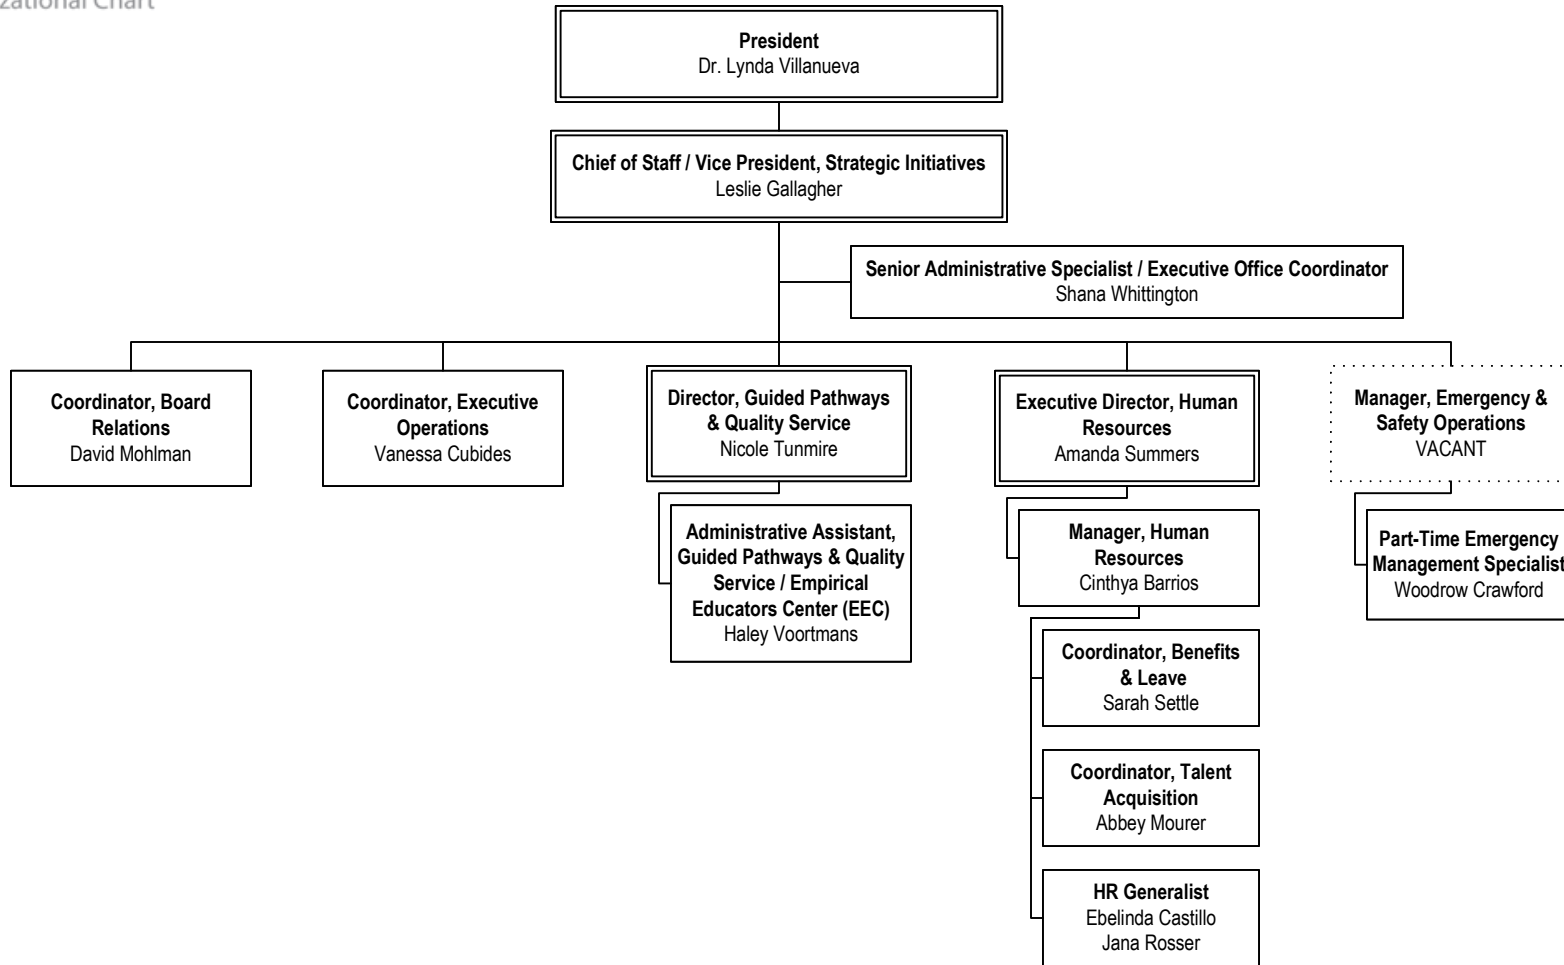 Chart
President
Dr. Lynda Villanueva
Chief of Staff / Vice President, Strategic Initiatives
Leslie Gallagher
Senior Administrative Specialist / Executive Office Coordinator
Shana Whittington
Coordinator, Board
Relations
David Mohlman
Coordinator, Executive
Operations
Vanessa Cubides
Director, Guided Pathways
& Quality Service
Nicole Tunmire
Executive Director, Human
Resources
Amanda Summers
Manager, Emergency &
Safety Operations
VACANT
Administrative Assistant,
Guided Pathways & Quality
Service / Empirical
Educators Center (EEC)
Haley Voortmans
Manager, Human
Resources
Cinthya Barrios
Part-Time Emergency
Management Specialist
Woodrow Crawford
Coordinator, Benefits
& Leave
Sarah Settle
Coordinator, Talent
Acquisition
Abbey Mourer
HR Generalist
Ebelinda Castillo
Jana Rosser